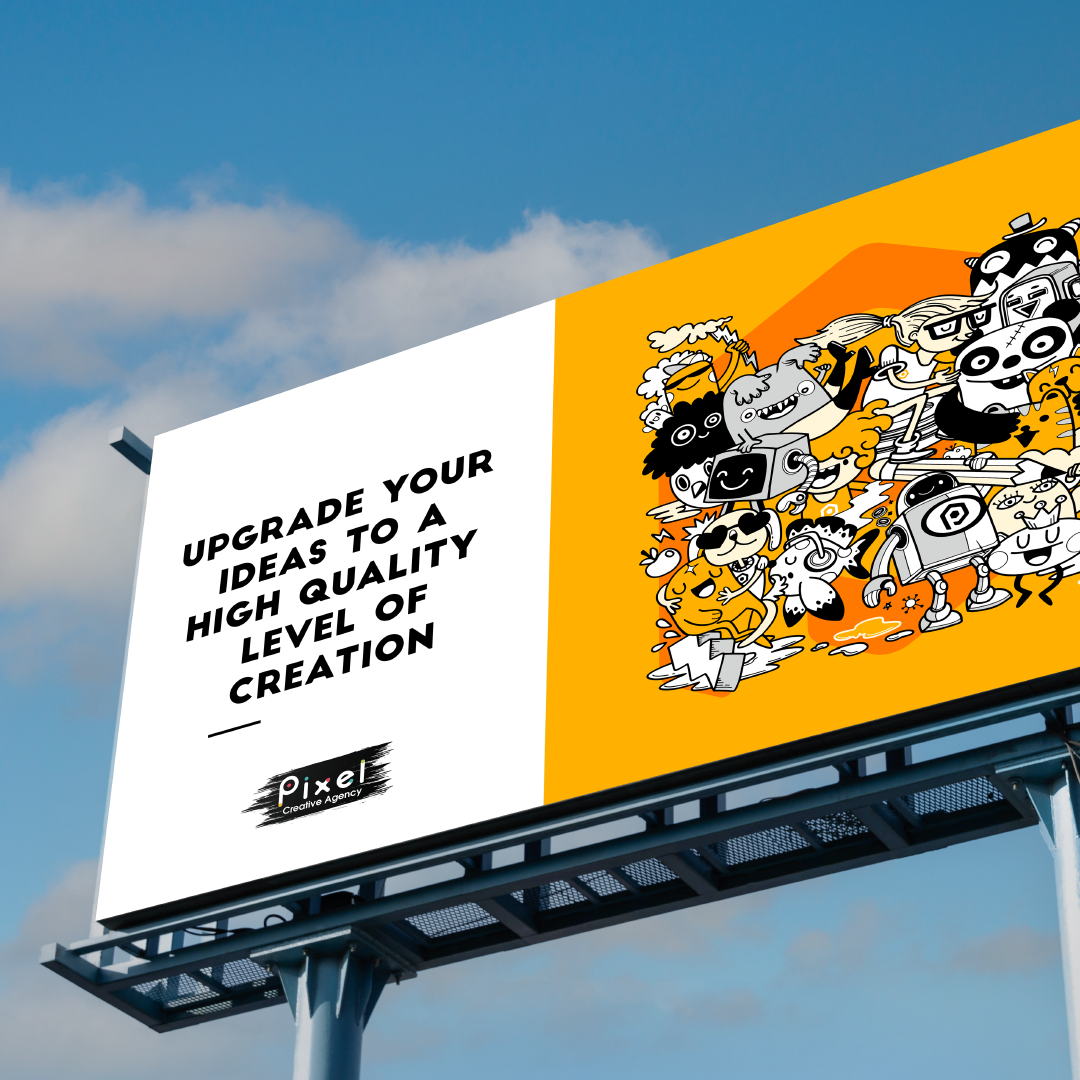 UPGRADE YOUR
IDEAS TO A
HIGH QUALITY
LEVEL OF
CREATION
Pixel
Creative Agency